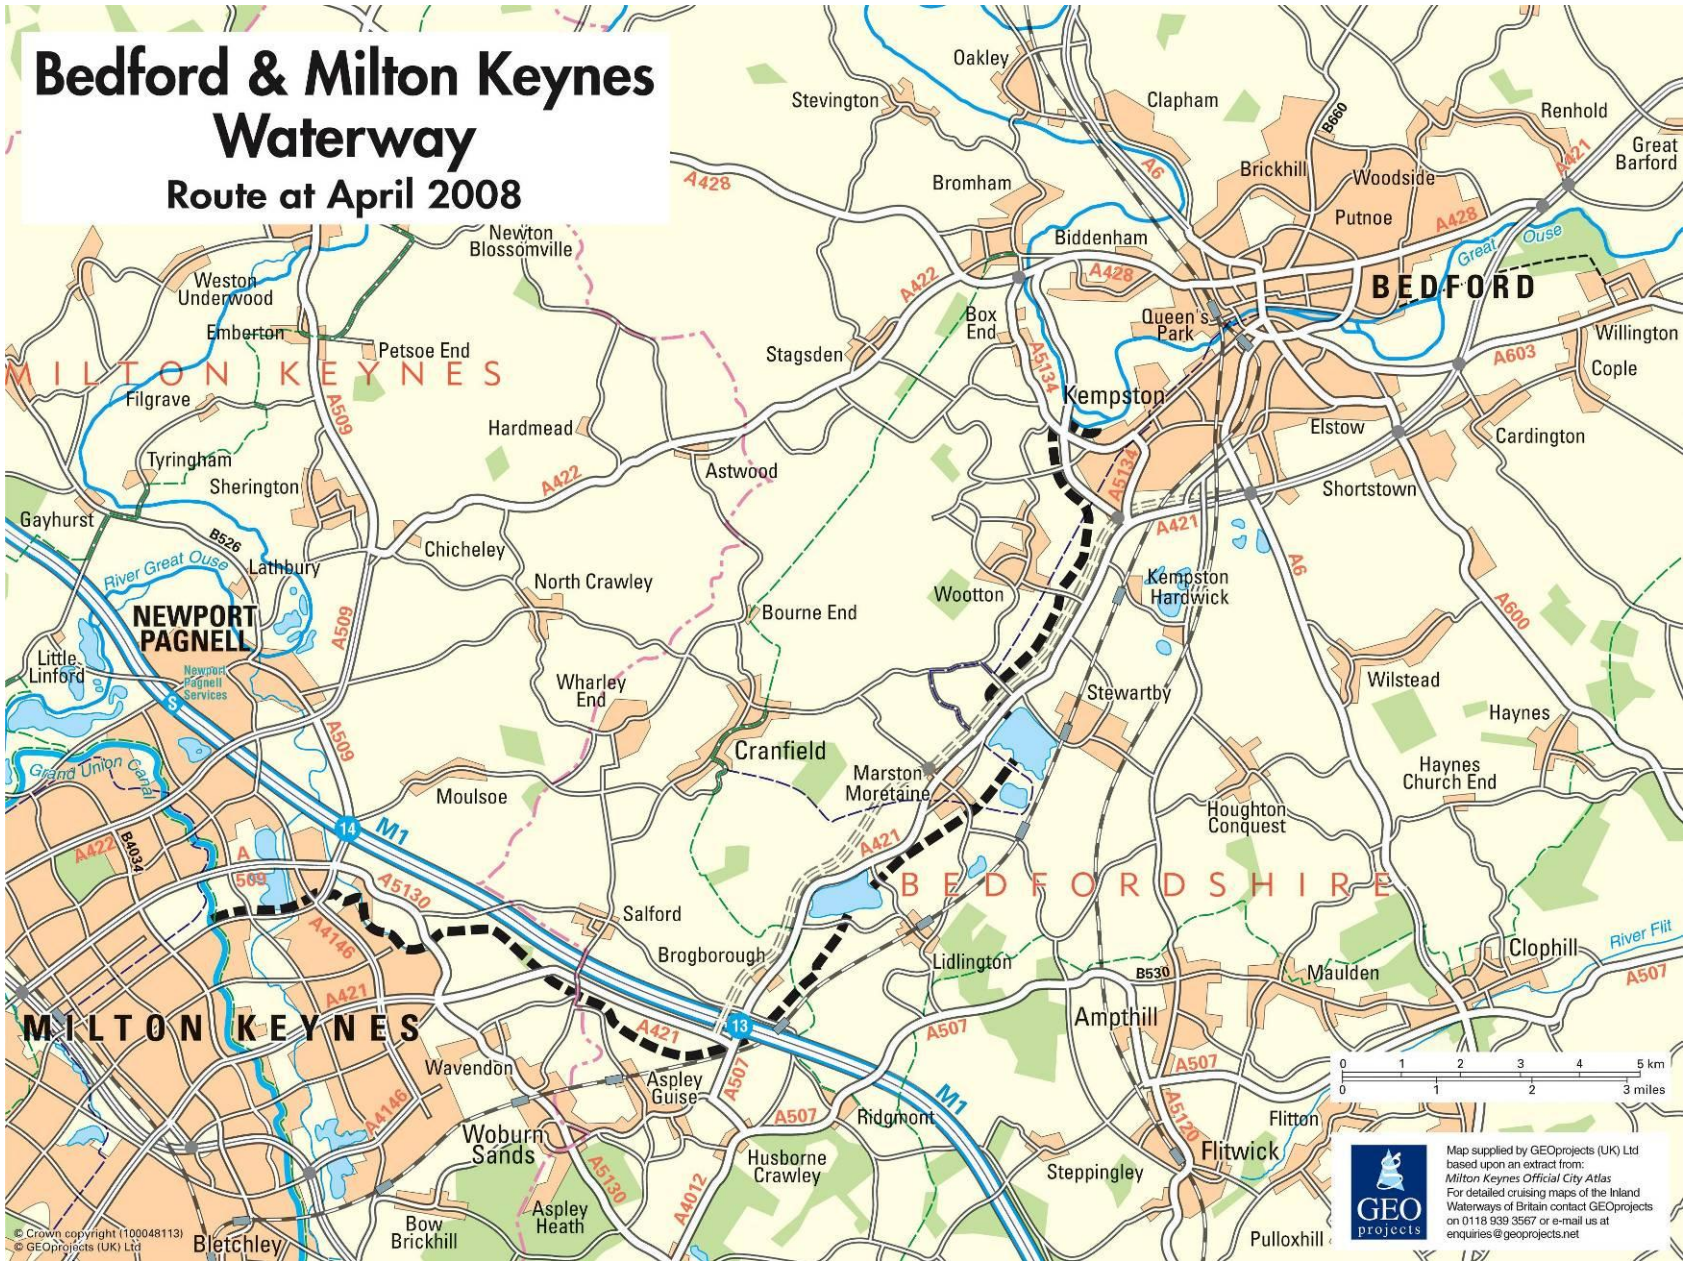 Bedford & Milton Keynes
Waterway
Route at April 2008
Oakley
Stevington
Clapham
B660
Renhold
Great
Barford
A421
A6
Brickhill
Woodside
A428
Bromham
Putnoe
A428
Great
Ouse
Newton
Blossomville
Biddenham
A428
Weston
Underwood
A422
BEDFORD
Emberton
Box
End
Queen's
Park
Willington
Petsoe End
Stagsden
A5134
A603
Cople
MILTON KEYNES
Filgrave
A509
Kempston
Hardmead
Elstow
Cardington
Tyringham
Astwood
A422
A5134
Sherington
Shortstown
Gayhurst
B526
A421
Chicheley
River Great Ouse
Lathbury
A6
North Crawley
Kempston
Hardwick
Wootton
NEWPORT
PAGNELL
A509
Bourne End
A600
Little
Linford
Newport
Pagnell
Services
S
Wharley
End
Stewartby
Wilstead
A509
Haynes
Cranfield
Grand Union Canal
Marston
Moretaine
Haynes
Church End
Moulsoe
Houghton
Conquest
14
M1
A422
B4034
A421
A
509
A5130
BEDFORDSHIRE
Salford
A4146
Brogborough
Lidlington
B530
Maulden
Clophill
River Flit
A507
A421
MILTON KEYNES
A421
13
A507
Ampthill
Wavendon
A507
0 1 2 3 4 5 km
0 1 2 3 miles
Aspley
Guise
A507
M1
A4146
A507
Ridgmont
A5120
Flitton
Woburn
Sands
Husborne
Crawley
Steppingley
Flitwick
A5130
A4012
Aspley
Heath
Bow
Brickhill
Bletchley
Pulloxhill
© Crown copyright (100048113)
© GEOprojects (UK) Ltd
GEO
projects
Map supplied by GEOprojects (UK) Ltd
based upon an extract from:
Milton Keynes Official City Atlas
For detailed cruising maps of the Inland
Waterways of Britain contact GEOprojects
on 0118 939 3567 or e-mail us at
enquiries@geoprojects.net